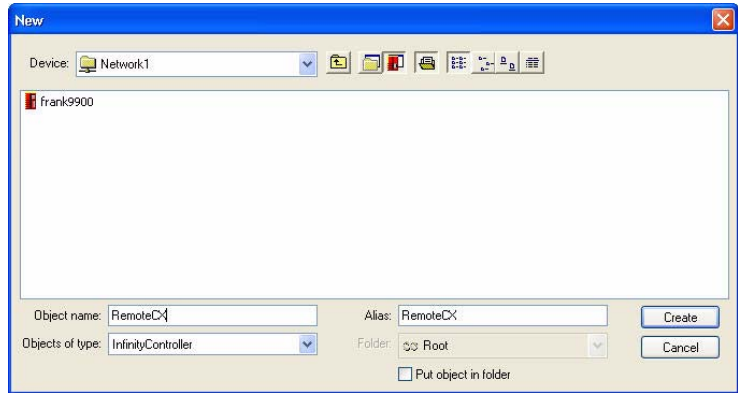 New
Device: Network1
frank9900
Object name: RemoteCX Alias: RemoteCX Create
Objects of type: InfinityController Folder: Root Cancel
Put object in folder